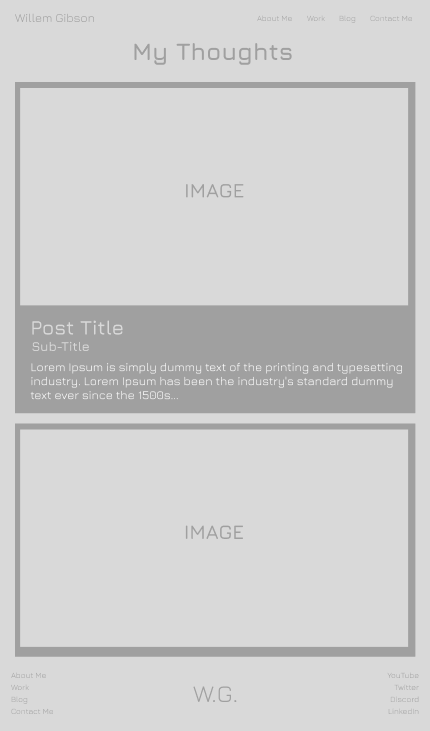 Willem Gibson
About Me Work Blog Contact Me
My Thoughts
IMAGE
Post Title
Sub-Title
Lorem Ipsum is simply dummy text of the printing and typesetting
industry. Lorem Ipsum has been the industry's standard dummy
text ever since the 1500s...
IMAGE
About Me
Work
Blog
Contact Me
W.G.
YouTube
Twitter
Discord
LinkedIn